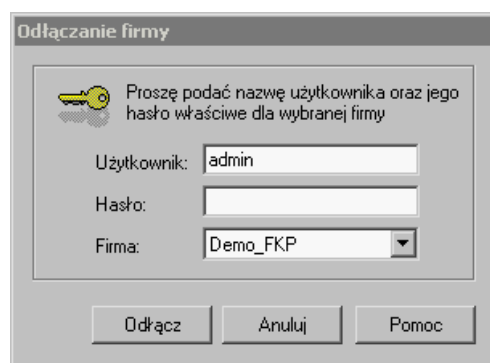 Odłączanie firmy
Proszę podać nazwę użytkownika oraz jego
hasło właściwe dla wybranej firmy
Użytkownik: admin
Hasło:
Firma: Demo_FKP
Odłącz Anuluj Pomoc